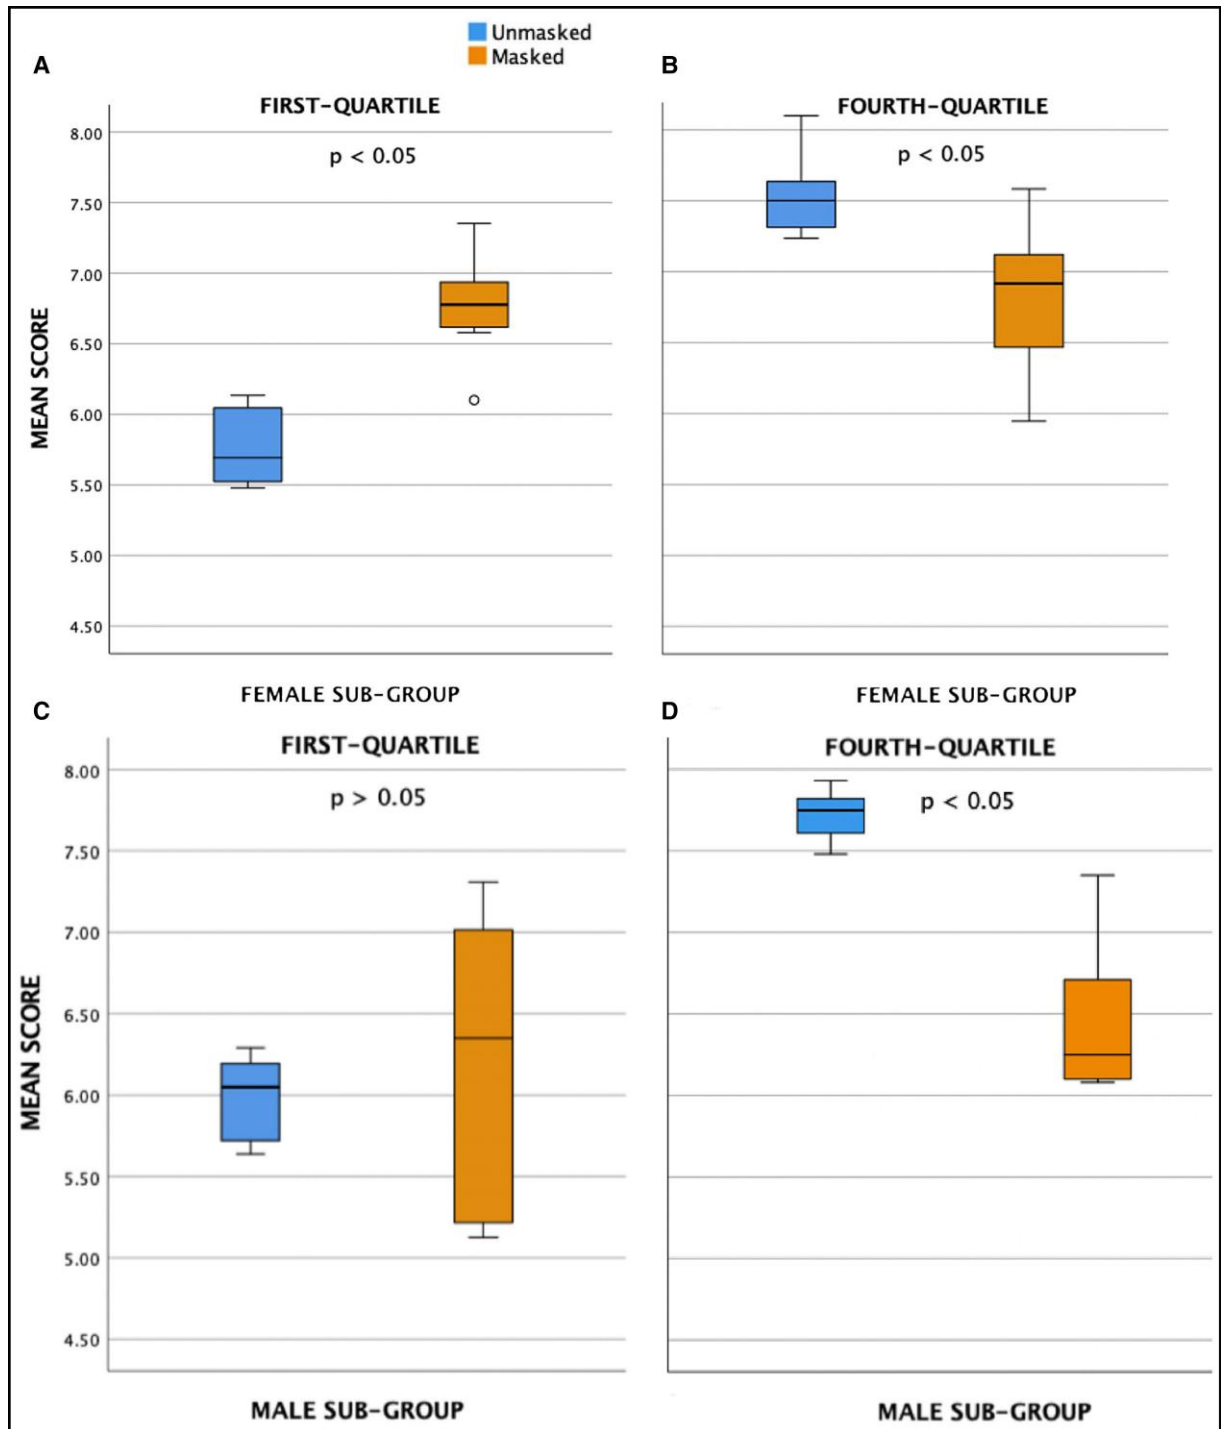 Unmasked
Masked
A
FIRST-QUARTILE
p < 0.05
8.00
7.50
7.00
6.50
6.00
5.50
5.00
4.50
MEAN SCORE
FEMALE SUB-GROUP
B
FOURTH-QUARTILE
p < 0.05
FEMALE SUB-GROUP
C
FIRST-QUARTILE
p > 0.05
8.00
7.50
7.00
6.50
6.00
5.50
5.00
4.50
MEAN SCORE
MALE SUB-GROUP
D
FOURTH-QUARTILE
p < 0.05
MALE SUB-GROUP